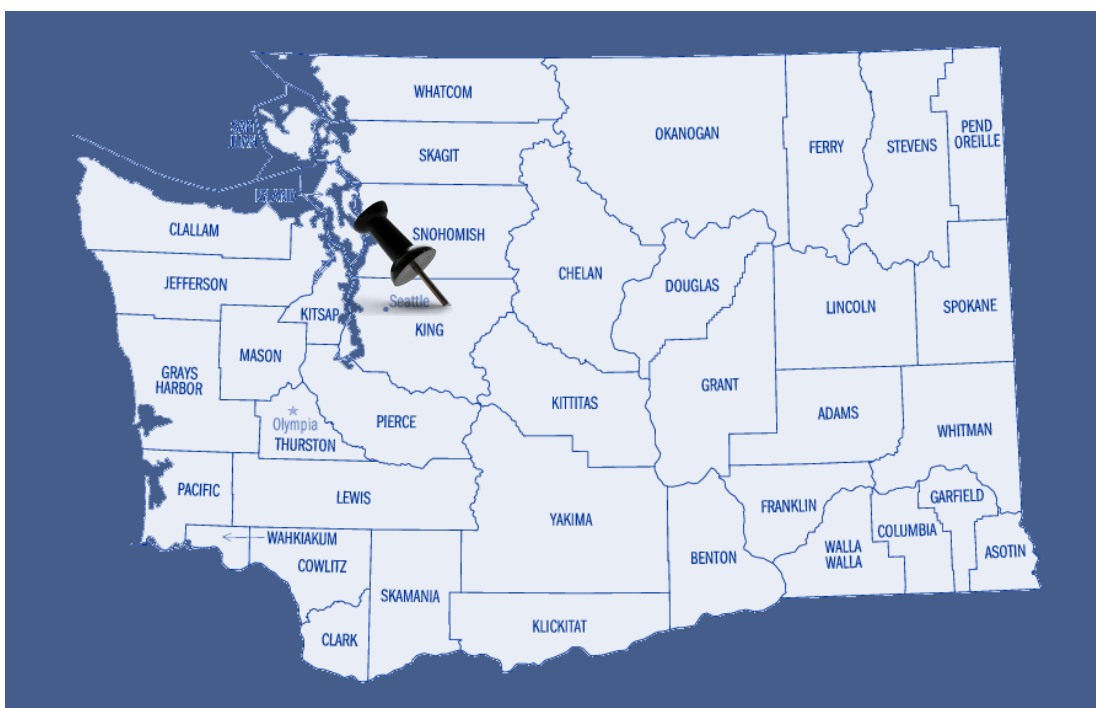 WHATCOM
OKANOGAN
FERRY
STEVENS
PEND
OREILLE
SAN
JUAN
SKAGIT
ISLAND
CLALLAM
SNOHOMISH
JEFFERSON
CHELAN
DOUGLAS
LINCOLN
SPOKANE
KITSAP
Seattle
KING
MASON
GRAYS
HARBOR
GRANT
KITTITAS
ADAMS
PIERCE
Olympia
THURSTON
WHITMAN
PACIFIC
LEWIS
YAKIMA
FRANKLIN
GARFIELD
COLUMBIA
WAHKIAKUM
COWLITZ
BENTON
WALLA
WALLA
ASOTIN
SKAMANIA
KLICKITAT
CLARK